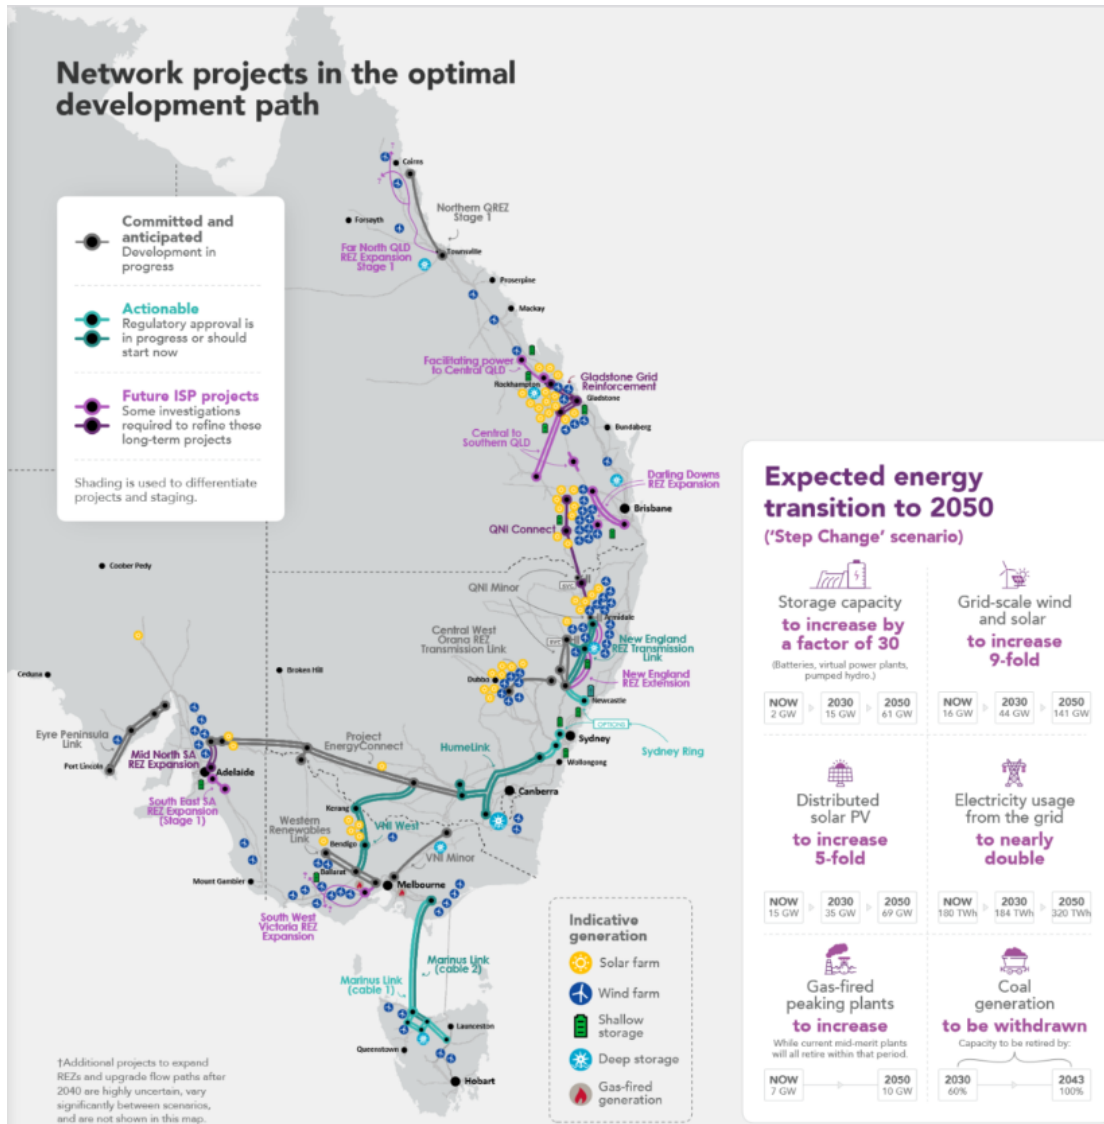 Network projects in the optimal
development path
Committed and
anticipated
Development in
progress
Actionable
Regulatory approval is
in progress or should
start now
Future ISP projects
Some investigations
required to refine these
long-term projects
Shading is used to differentiate
projects and staging.
Cairns
Northern QREZ
Stage 1
Forsayth
Far North QLD
REZ Expansion
Stage 1
Townsville
Proserpine
Mackay
Facilitating power
to Central QLD
Rockhampton
Gladstone Grid
Reinforcement
Gladstone
Bundaberg
Central to
Southern QLD
Darling Downs
REZ Expansion
Brisbane
QNI Connect
Coober Pedy
QNI Minor
Armidale
Central West
Orana REZ
Transmission Link
New England
REZ Transmission
Link
Broken Hill
Dubbo
New England
REZ Extension
Ceduna
Newcastle
OPTIONS
Eyre Peninsula
Link
Port Lincoln
Mid North SA
REZ Expansion
Adelaide
Project
EnergyConnect
HumeLink
Sydney
Sydney Ring
Wollongong
South East SA
REZ Expansion
(Stage 1)
Canberra
Kerang
Western
Renewables
Link
VNI West
Bendigo
VNI Minor
Mount Gambier
Ballarat
Melbourne
South West
Victoria REZ
Expansion
Marinus Link
(cable 2)
Marinus Link
(cable 1)
Launceston
Queenstown
Hobart
†Additional projects to expand
REZs and upgrade flow paths after
2040 are highly uncertain, vary
significantly between scenarios,
and are not shown in this map.
Indicative
generation
Solar farm
Wind farm
Shallow
storage
Deep storage
Gas-fired
generation
Expected energy
transition to 2050
('Step Change' scenario)
Storage capacity
to increase by
a factor of 30
(Batteries, virtual power plants,
pumped hydro.)
NOW 2030 2050
2 GW 15 GW 61 GW
Grid-scale wind
and solar
to increase
9-fold
NOW 2030 2050
16 GW 44 GW 141 GW
Distributed
solar PV
to increase
5-fold
NOW 2030 2050
15 GW 35 GW 69 GW
Electricity usage
from the grid
to nearly
double
NOW 2030 2050
180 TWh 184 TWh 320 TWh
Gas-fired
peaking plants
to increase
While current mid-merit plants
will all retire within that period.
NOW 2050
7 GW 10 GW
Coal
generation
to be withdrawn
Capacity to be retired by:
2030 2043
60% 100%